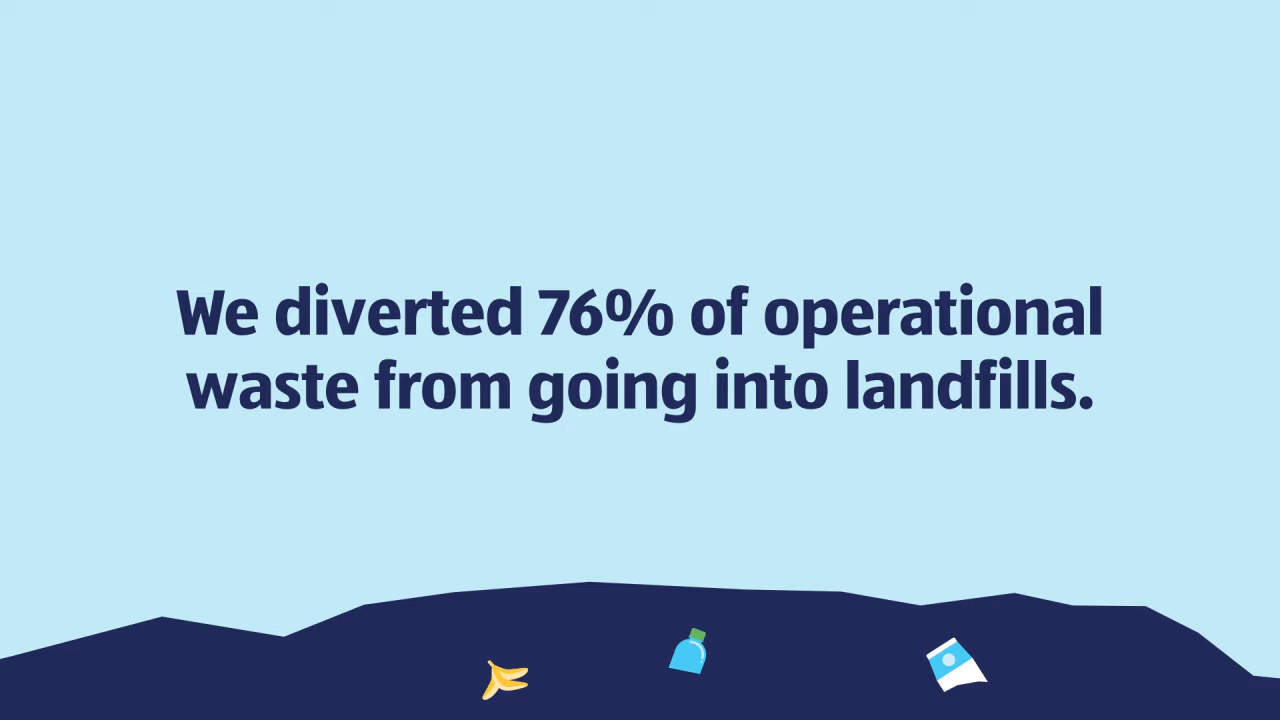 We diverted 76% of operational
waste from going into landfills.